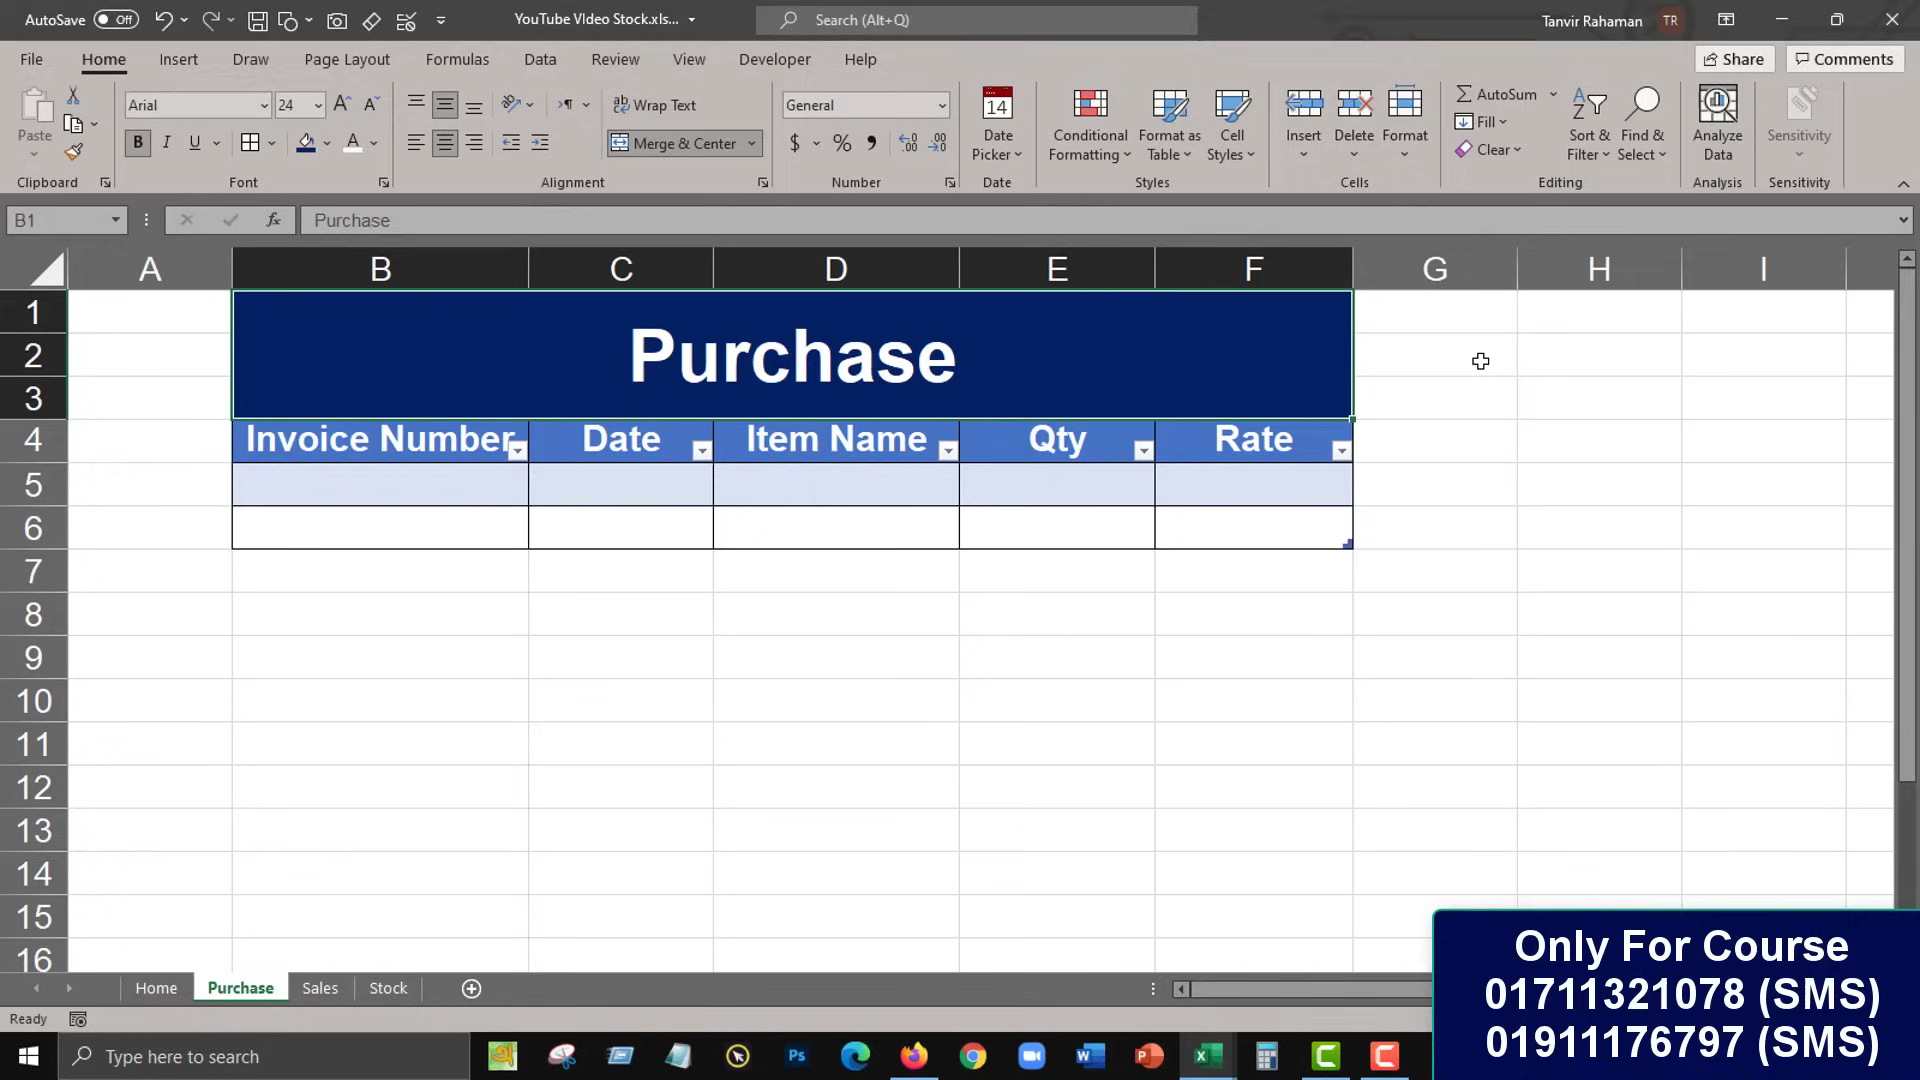 AutoSave Off YouTube VIdeo Stock.xls... Search (Alt+Q) Tanvir Rahaman TR
File Home Insert Draw Page Layout Formulas Data Review View Developer Help Share Comments
Paste Arial 24 Wrap Text General 14 AutoSum
B I U Merge & Center $ % Date Picker Conditional Formatting Format as Table Cell Styles Insert Delete Format Fill Clear Sort & Filter Find & Select Analyze Data Sensitivity
Clipboard Font Alignment Number Date Styles Cells Editing Analysis Sensitivity
B1 fx Purchase
A B C D E F G H I
1
2 Purchase
3
4 Invoice Number Date Item Name Qty Rate
5
6
7
8
9
10
11
12
13
14
15
16
Only For Course
01711321078 (SMS)
01911176797 (SMS)
Home Purchase Sales Stock
Ready
Type here to search